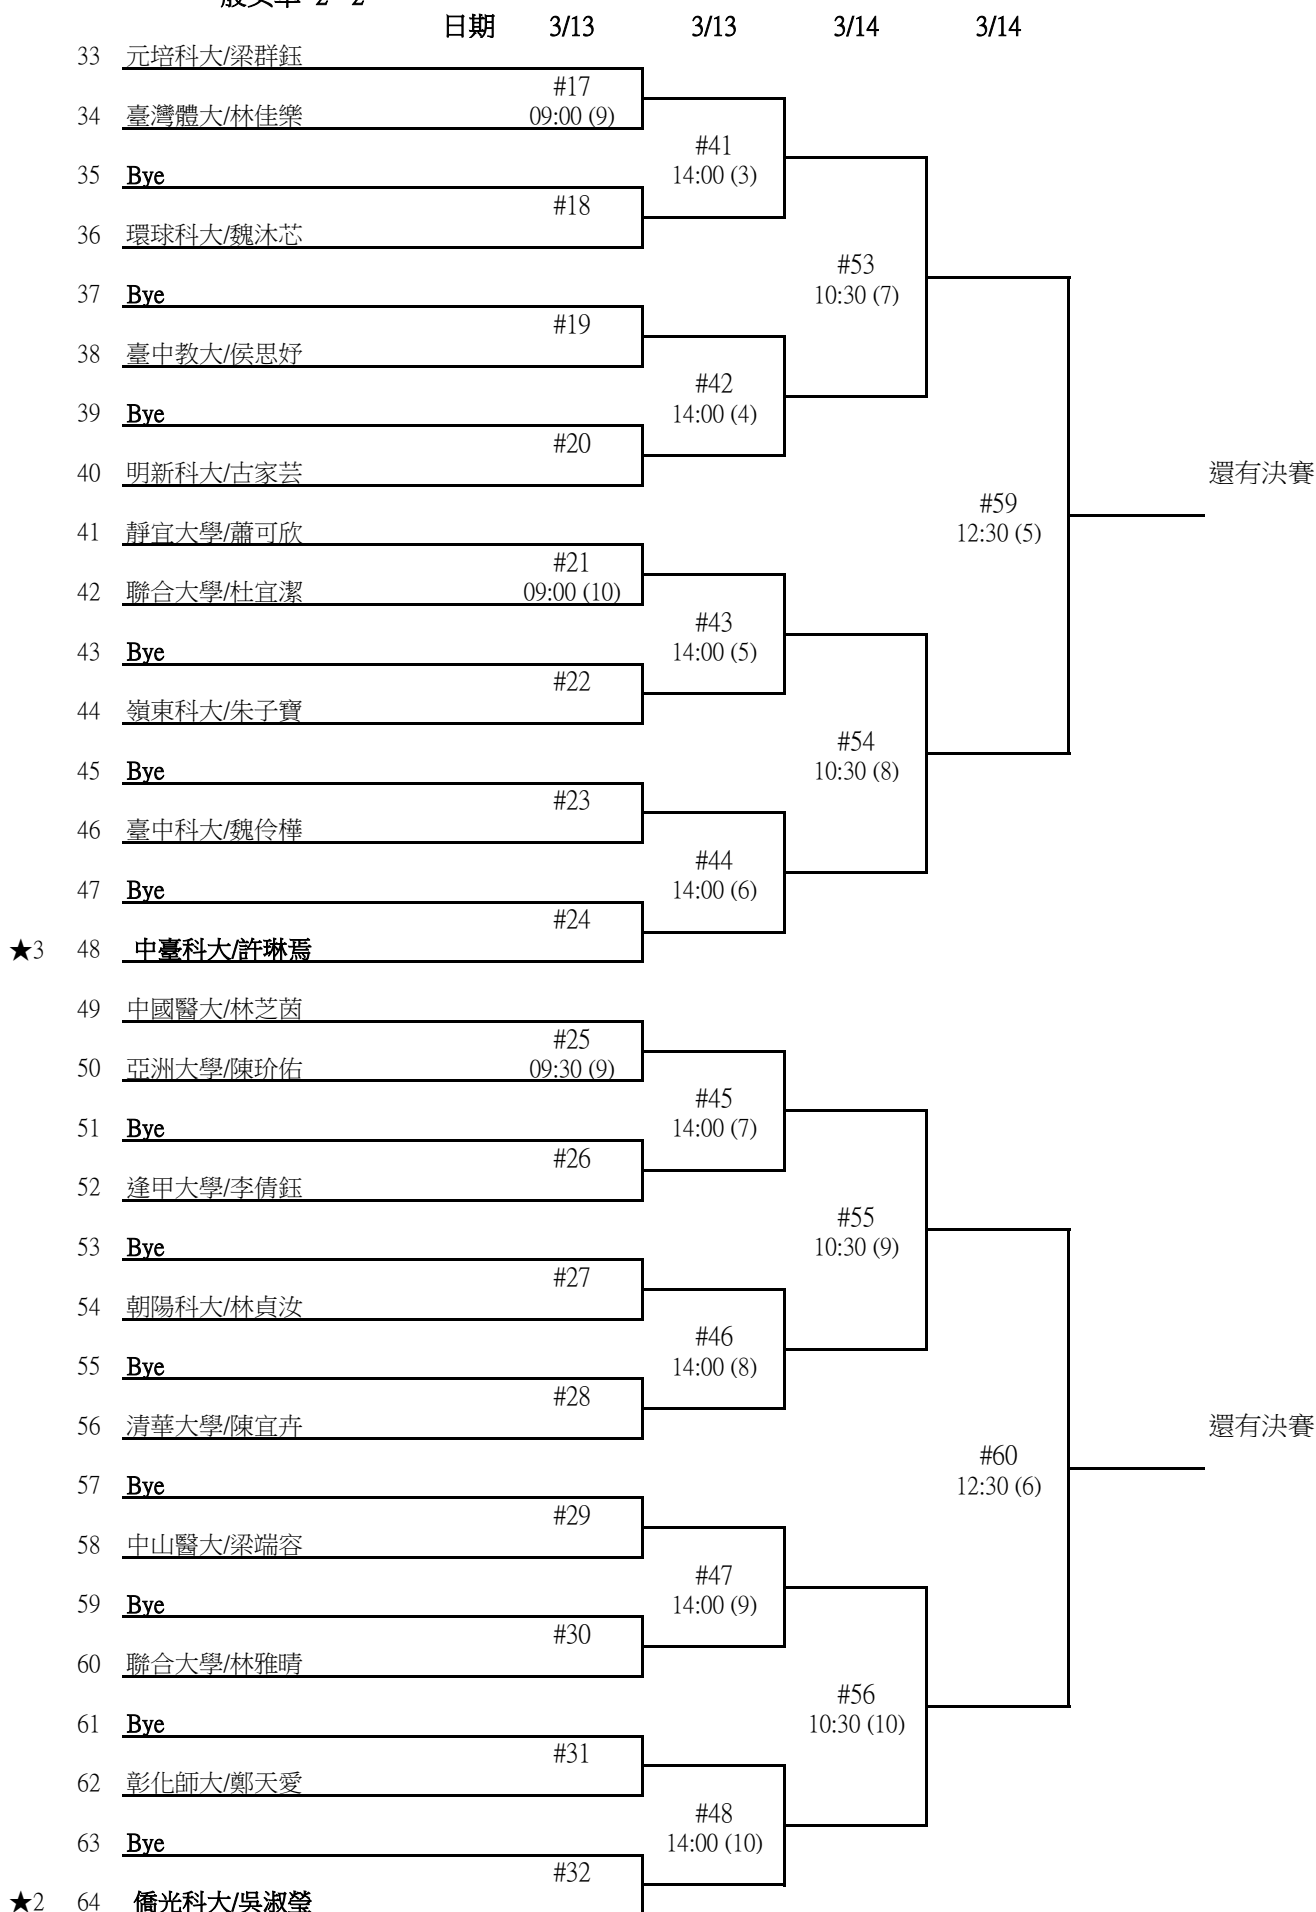 日期 3/13 3/13 3/14 3/14
33 元培科大/梁群鈺
#17
34 臺灣體大/林佳樂 09:00 (9)
#41
35 Bye 14:00 (3)
#18
36 環球科大/魏沐芯
#53
37 Bye 10:30 (7)
#19
38 臺中教大/侯思妤
#42
39 Bye 14:00 (4)
#20
40 明新科大/古家芸 還有決賽
#59
41 靜宜大學/蕭可欣 12:30 (5)
#21
42 聯合大學/杜宜潔 09:00 (10)
#43
43 Bye 14:00 (5)
#22
44 嶺東科大/朱子寶
#54
45 Bye 10:30 (8)
#23
46 臺中科大/魏伶樺
#44
47 Bye 14:00 (6)
#24
★3 48 中臺科大/許琳焉
49 中國醫大/林芝茵
#25
50 亞洲大學/陳玠佑 09:30 (9)
#45
51 Bye 14:00 (7)
#26
52 逢甲大學/李倩鈺
#55
53 Bye 10:30 (9)
#27
54 朝陽科大/林貞汝
#46
55 Bye 14:00 (8)
#28
56 清華大學/陳宜卉 還有決賽
#60
57 Bye 12:30 (6)
#29
58 中山醫大/梁端容
#47
59 Bye 14:00 (9)
#30
60 聯合大學/林雅晴
#56
61 Bye 10:30 (10)
#31
62 彰化師大/鄭天愛
#48
63 Bye 14:00 (10)
#32
★2 64 僑光科大/吳淑瑩